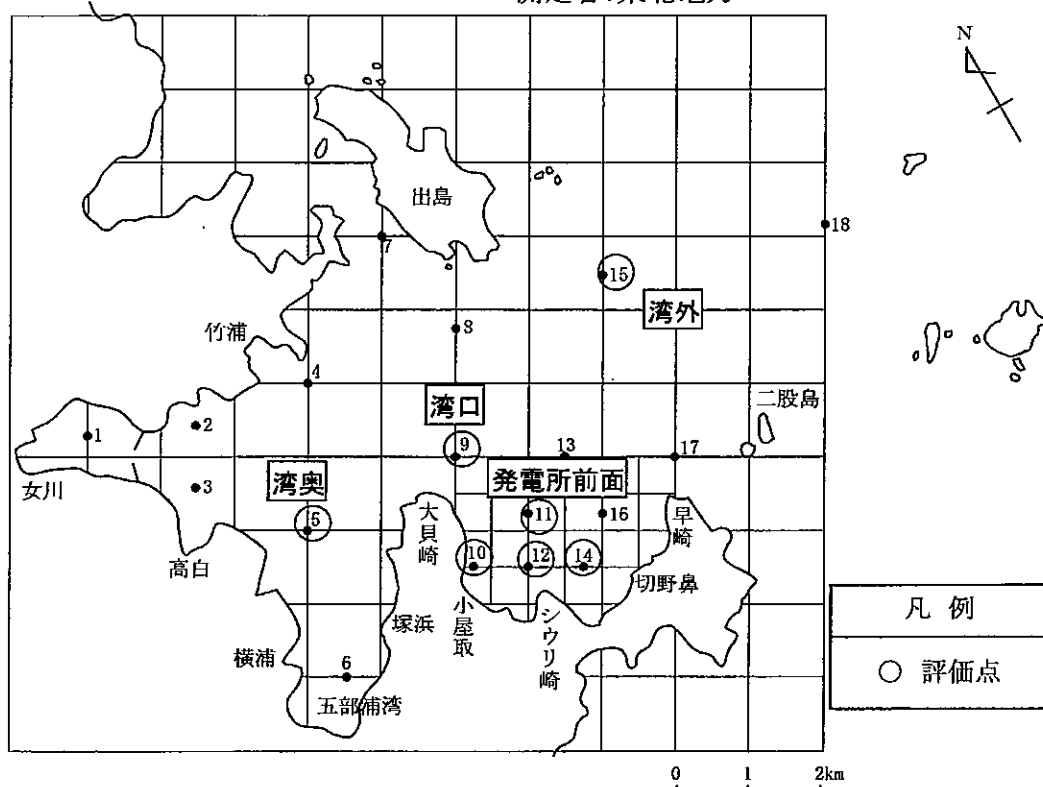 N
出島
7
18
15
湾外
竹浦
8
4
二股島
湾口
1
2
9
13
17
女川
3
湾奥
発電所前面
5
大貝崎
11
16
早崎
高白
10
12
14
切野鼻
小屋取
シウリ崎
塚浜
横浦
6
五部浦湾
凡例
○ 評価点
0 1 2km